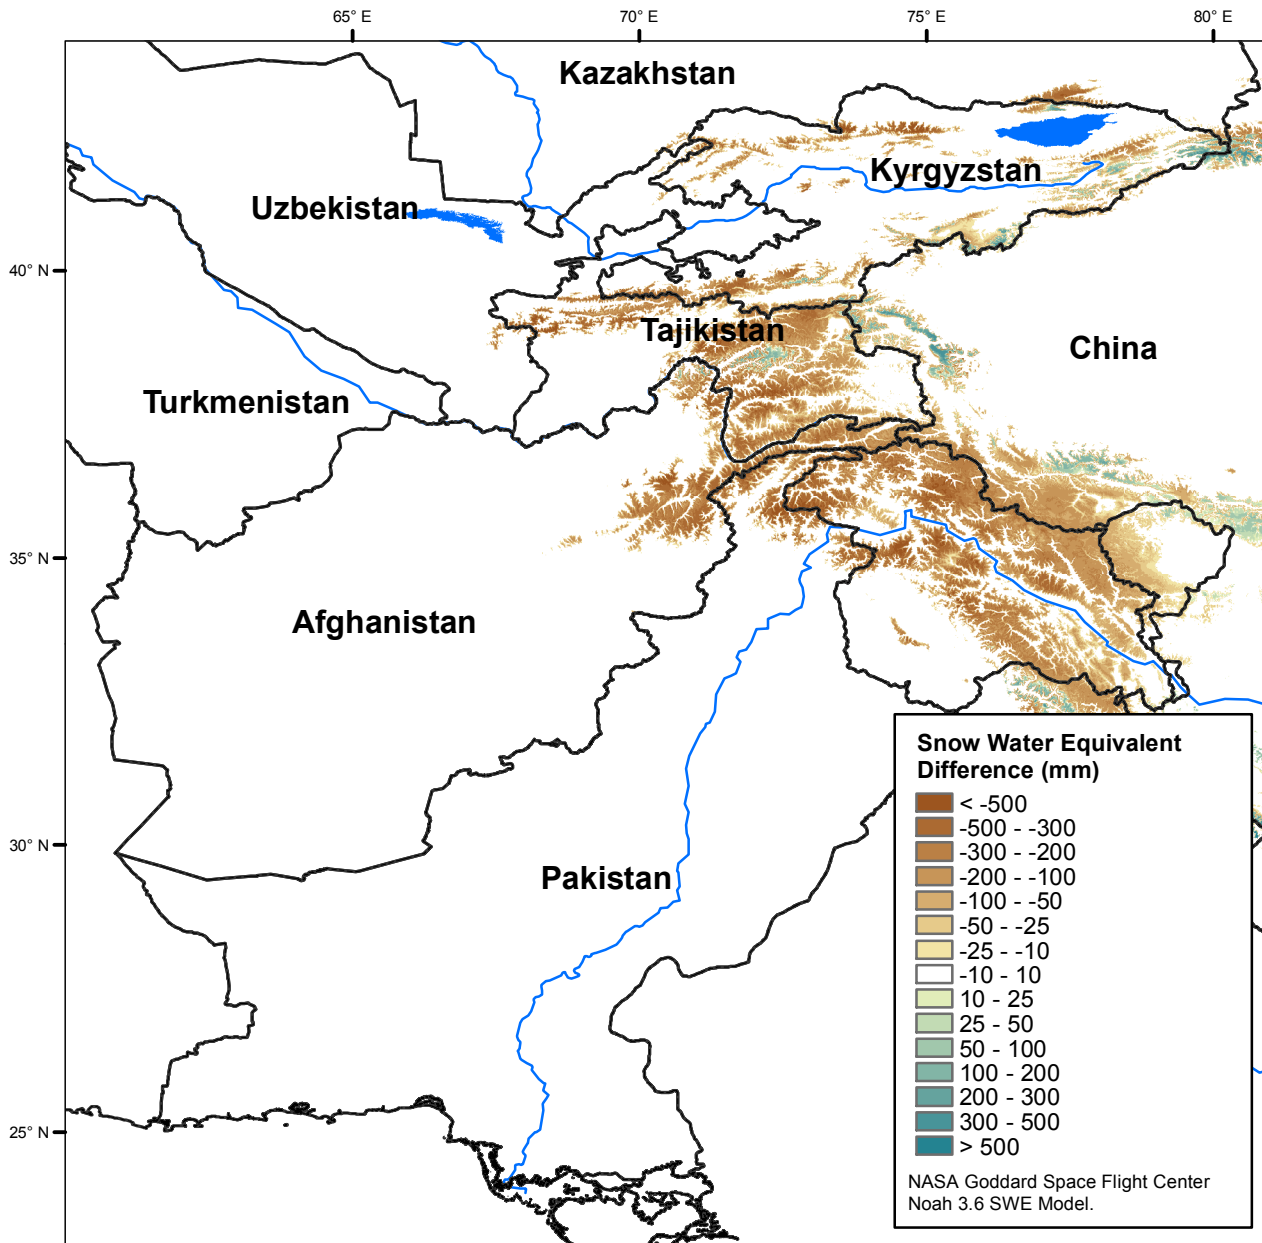 65° E
70° E
75° E
80° E
Kazakhstan
Kyrgyzstan
Uzbekistan
40° N
Tajikistan
China
Turkmenistan
35° N
Afghanistan
Snow Water Equivalent
Difference (mm)
< -500
-500 - -300
-300 - -200
-200 - -100
-100 - -50
-50 - -25
-25 - -10
-10 - 10
10 - 25
25 - 50
50 - 100
100 - 200
200 - 300
300 - 500
> 500
30° N
Pakistan
25° N
NASA Goddard Space Flight Center
Noah 3.6 SWE Model.